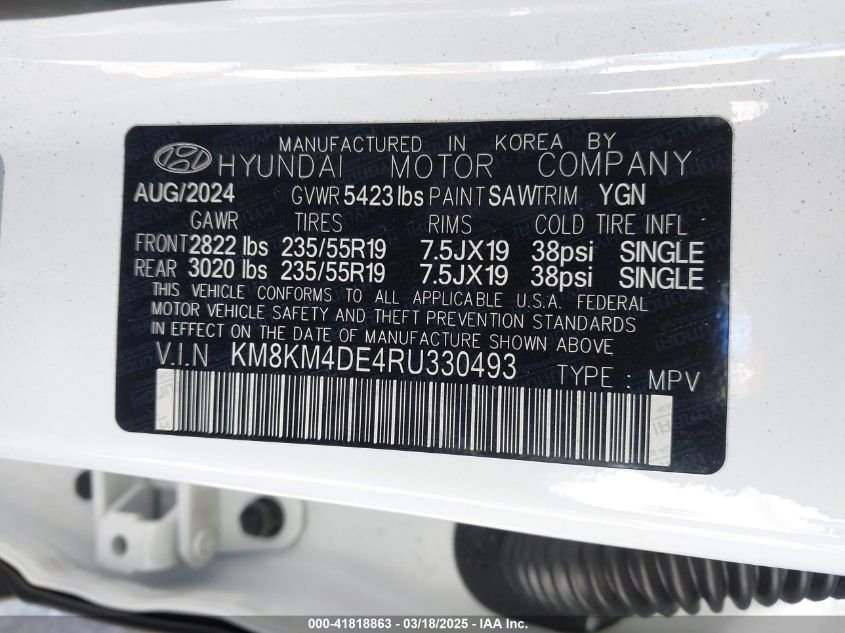 MANUFACTURED IN KOREA BY
HYUNDAI MOTOR COMPANY
AUG/2024 GVWR 5423 lbs PAINT SAW TRIM YGN
GAWR TIRES RIMS COLD TIRE INFL
FRONT 2822 lbs 235/55R19 7.5JX19 38psi SINGLE
REAR 3020 lbs 235/55R19 7.5JX19 38psi SINGLE
THIS VEHICLE CONFORMS TO ALL APPLICABLE U.S.A. FEDERAL
MOTOR VEHICLE SAFETY AND THEFT PREVENTION STANDARDS
IN EFFECT ON THE DATE OF MANUFACTURE SHOWN ABOVE
V.I.N KM8KM4DE4RU330493 TYPE : MPV
000-41818863 - 03/18/2025 - IAA Inc.